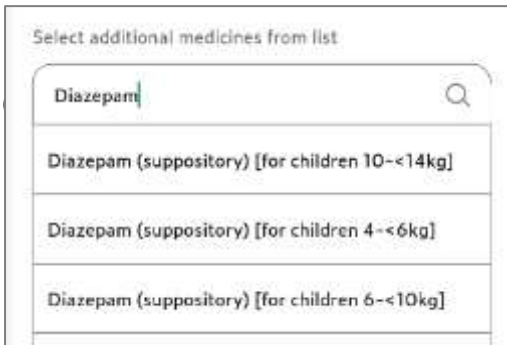 Select additional medicines from list
Diazepam
Diazepam (suppository) [for children 10-<14kg]
Diazepam (suppository) [for children 4-<6kg]
Diazepam (suppository) [for children 6-<10kg]